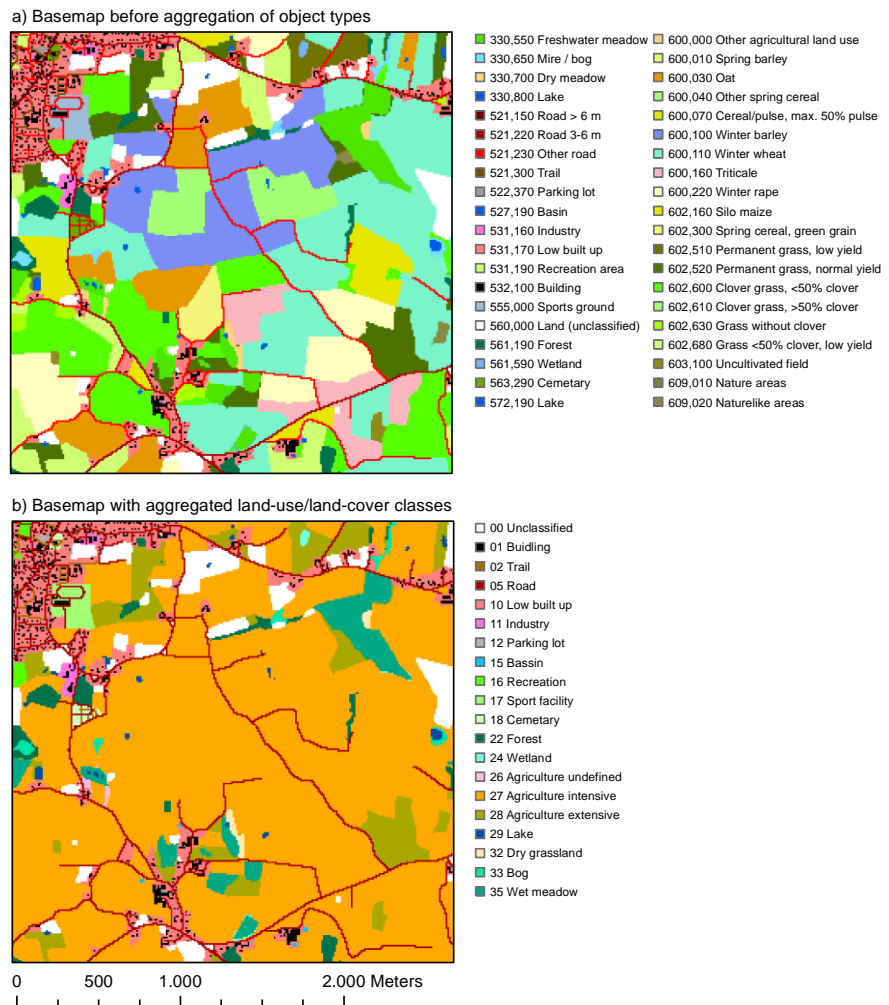 a) Basemap before aggregation of object types
330,550 Freshwater meadow
330,650 Mire / bog
330,700 Dry meadow
330,800 Lake
521,150 Road > 6 m
521,220 Road 3-6 m
521,230 Other road
521,300 Trail
522,370 Parking lot
527,190 Basin
531,160 Industry
531,170 Low built up
531,190 Recreation area
532,100 Building
555,000 Sports ground
560,000 Land (unclassified)
561,190 Forest
561,590 Wetland
563,290 Cemetary
572,190 Lake
600,000 Other agricultural land use
600,010 Spring barley
600,030 Oat
600,040 Other spring cereal
600,070 Cereal/pulse, max. 50% pulse
600,100 Winter barley
600,110 Winter wheat
600,160 Triticale
600,220 Winter rape
602,160 Silo maize
602,300 Spring cereal, green grain
602,510 Permanent grass, low yield
602,520 Permanent grass, normal yield
602,600 Clover grass, <50% clover
602,610 Clover grass, >50% clover
602,630 Grass without clover
602,680 Grass <50% clover, low yield
603,100 Uncultivated field
609,010 Nature areas
609,020 Naturelike areas
b) Basemap with aggregated land-use/land-cover classes
00 Unclassified
01 Buidling
02 Trail
05 Road
10 Low built up
11 Industry
12 Parking lot
15 Bassin
16 Recreation
17 Sport facility
18 Cemetary
22 Forest
24 Wetland
26 Agriculture undefined
27 Agriculture intensive
28 Agriculture extensive
29 Lake
32 Dry grassland
33 Bog
35 Wet meadow
0 500 1.000 2.000 Meters